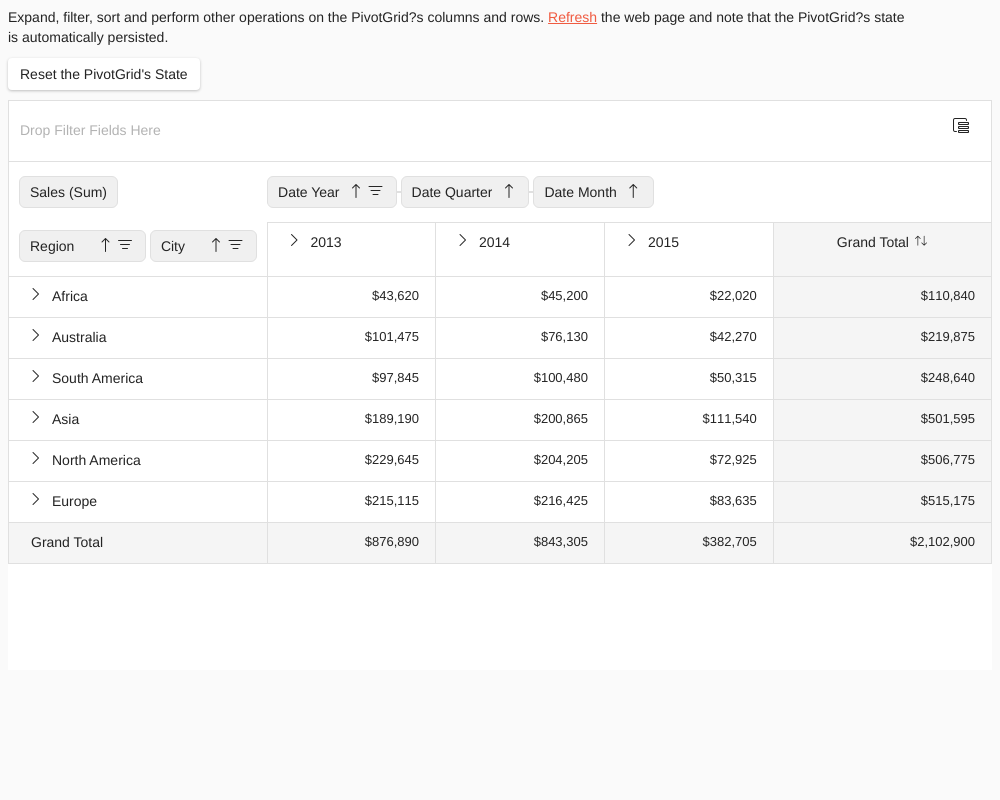 Expand, filter, sort and perform other operations on the PivotGrid?s columns and rows. Refresh the web page and note that the PivotGrid?s state
is automatically persisted.
Reset the PivotGrid's State
Drop Filter Fields Here
Sales (Sum) Date Year Date Quarter Date Month
Region City 2013 2014 2015 Grand Total
Africa $43,620 $45,200 $22,020 $110,840
Australia $101,475 $76,130 $42,270 $219,875
South America $97,845 $100,480 $50,315 $248,640
Asia $189,190 $200,865 $111,540 $501,595
North America $229,645 $204,205 $72,925 $506,775
Europe $215,115 $216,425 $83,635 $515,175
Grand Total $876,890 $843,305 $382,705 $2,102,900